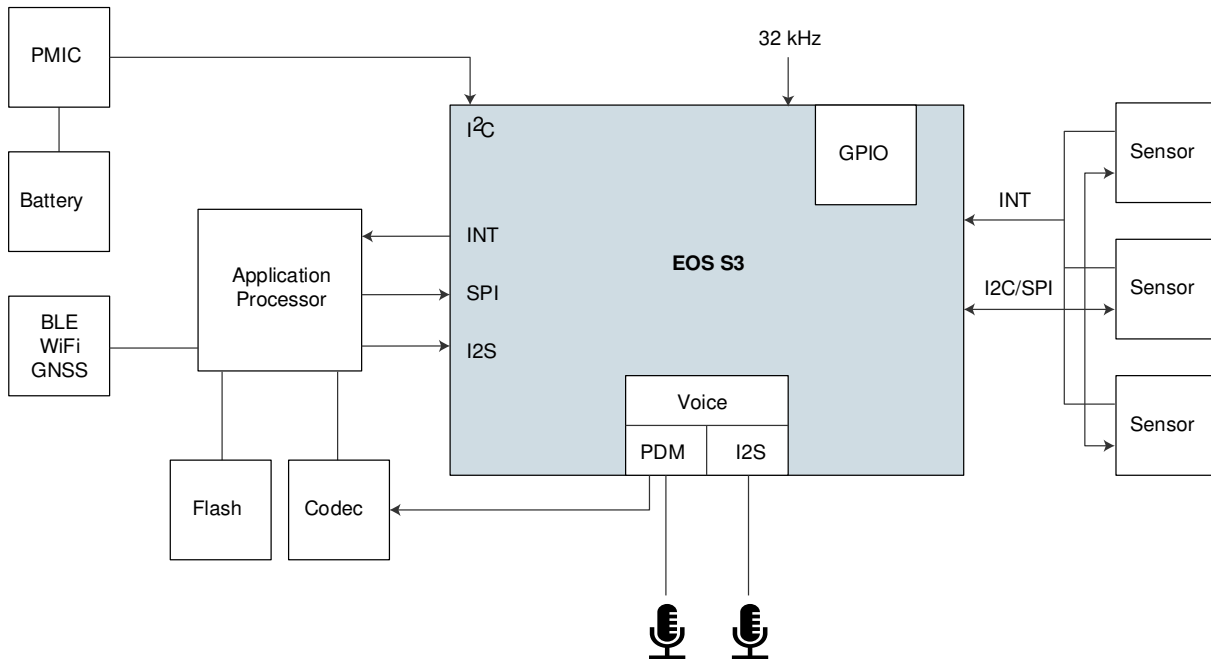 PMIC
32 kHz
I²C
GPIO
Sensor
Battery
INT
INT
Application
Processor
EOS S3
Sensor
SPI
I2C/SPI
BLE
WiFi
GNSS
I2S
Voice
PDM
I2S
Sensor
Flash
Codec